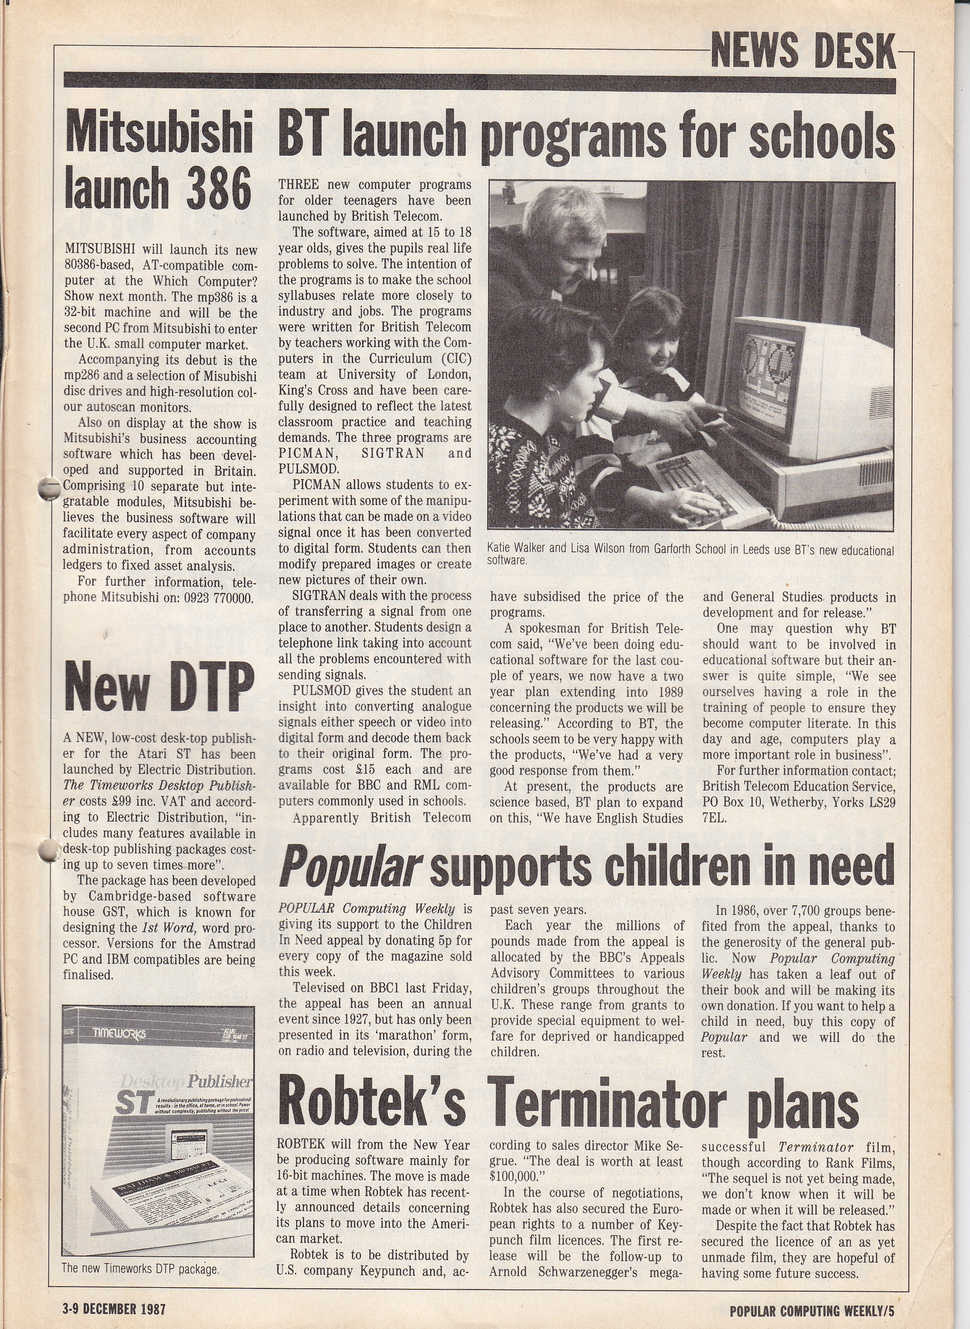 NEWS DESK
Mitsubishi
launch 386
MITSUBISHI will launch its new
80386-based, AT-compatible com-
puter at the Which Computer?
Show next month. The mp386 is a
32-bit machine and will be the
second PC from Mitsubishi to enter
the U.K. small computer market.
Accompanying its debut is the
mp286 and a selection of Misubishi
disc drives and high-resolution col-
our autoscan monitors.
Also on display at the show is
Mitsubishi's business accounting
software which has been devel-
oped and supported in Britain.
Comprising 10 separate but inte-
gratable modules, Mitsubishi be-
lieves the business software will
facilitate every aspect of company
administration, from accounts
ledgers to fixed asset analysis.
For further information, tele-
phone Mitsubishi on: 0923 770000.
New DTP
A NEW, low-cost desk-top publish-
er for the Atari ST has been
launched by Electric Distribution.
The Timeworks Desktop Publish-
er costs £99 inc. VAT and accord-
ing to Electric Distribution, "in-
cludes many features available in
desk-top publishing packages cost-
ing up to seven times more".
The package has been developed
by Cambridge-based software
house GST, which is known for
designing the 1st Word, word pro-
cessor. Versions for the Amstrad
PC and IBM compatibles are being
finalised.
TIMEWORKS
Desktop Publisher
ST
A revolutionary publishing package for professional
results - in the office, at home, or in school. Power
without complexity, publishing without the price!
The new Timeworks DTP package.
BT launch programs for schools
THREE new computer programs
for older teenagers have been
launched by British Telecom.
The software, aimed at 15 to 18
year olds, gives the pupils real life
problems to solve. The intention of
the programs is to make the school
syllabuses relate more closely to
industry and jobs. The programs
were written for British Telecom
by teachers working with the Com-
puters in the Curriculum (CIC)
team at University of London,
King's Cross and have been care-
fully designed to reflect the latest
classroom practice and teaching
demands. The three programs are
PICMAN, SIGTRAN and
PULSMOD.
PICMAN allows students to ex-
periment with some of the manipu-
lations that can be made on a video
signal once it has been converted
to digital form. Students can then
modify prepared images or create
new pictures of their own.
SIGTRAN deals with the process
of transferring a signal from one
place to another. Students design a
telephone link taking into account
all the problems encountered with
sending signals.
PULSMOD gives the student an
insight into converting analogue
signals either speech or video into
digital form and decode them back
to their original form. The pro-
grams cost £15 each and are
available for BBC and RML com-
puters commonly used in schools.
Apparently British Telecom
Katie Walker and Lisa Wilson from Garforth School in Leeds use BT's new educational
software.
have subsidised the price of the
programs.
A spokesman for British Tele-
com said, "We've been doing edu-
cational software for the last cou-
ple of years, we now have a two
year plan extending into 1989
concerning the products we will be
releasing." According to BT, the
schools seem to be very happy with
the products, "We've had a very
good response from them."
At present, the products are
science based, BT plan to expand
on this, "We have English Studies
and General Studies products in
development and for release."
One may question why BT
should want to be involved in
educational software but their an-
swer is quite simple, "We see
ourselves having a role in the
training of people to ensure they
become computer literate. In this
day and age, computers play a
more important role in business".
For further information contact;
British Telecom Education Service,
PO Box 10, Wetherby, Yorks LS29
7EL.
Popular supports children in need
POPULAR Computing Weekly is
giving its support to the Children
In Need appeal by donating 5p for
every copy of the magazine sold
this week.
Televised on BBC1 last Friday,
the appeal has been an annual
event since 1927, but has only been
presented in its 'marathon' form,
on radio and television, during the
past seven years.
Each year the millions of
pounds made from the appeal is
allocated by the BBC's Appeals
Advisory Committees to various
children's groups throughout the
U.K. These range from grants to
provide special equipment to wel-
fare for deprived or handicapped
children.
In 1986, over 7,700 groups bene-
fited from the appeal, thanks to
the generosity of the general pub-
lic. Now Popular Computing
Weekly has taken a leaf out of
their book and will be making its
own donation. If you want to help a
child in need, buy this copy of
Popular and we will do the
rest.
Robtek's Terminator plans
ROBTEK will from the New Year
be producing software mainly for
16-bit machines. The move is made
at a time when Robtek has recent-
ly announced details concerning
its plans to move into the Ameri-
can market.
Robtek is to be distributed by
U.S. company Keypunch and, ac-
cording to sales director Mike Se-
grue. "The deal is worth at least
$100,000."
In the course of negotiations,
Robtek has also secured the Euro-
pean rights to a number of Key-
punch film licences. The first re-
lease will be the follow-up to
Arnold Schwarzenegger's mega-
successful Terminator film,
though according to Rank Films,
"The sequel is not yet being made,
we don't know when it will be
made or when it will be released."
Despite the fact that Robtek has
secured the licence of an as yet
unmade film, they are hopeful of
having some future success.
3-9 DECEMBER 1987
POPULAR COMPUTING WEEKLY/5